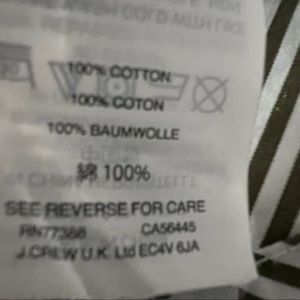 100% COTTON
100% COTON
100% BAUMWOLLE
綿 100%
SEE REVERSE FOR CARE
RN77388 CA56445
J.CREW U.K. Ltd EC4V 6JA